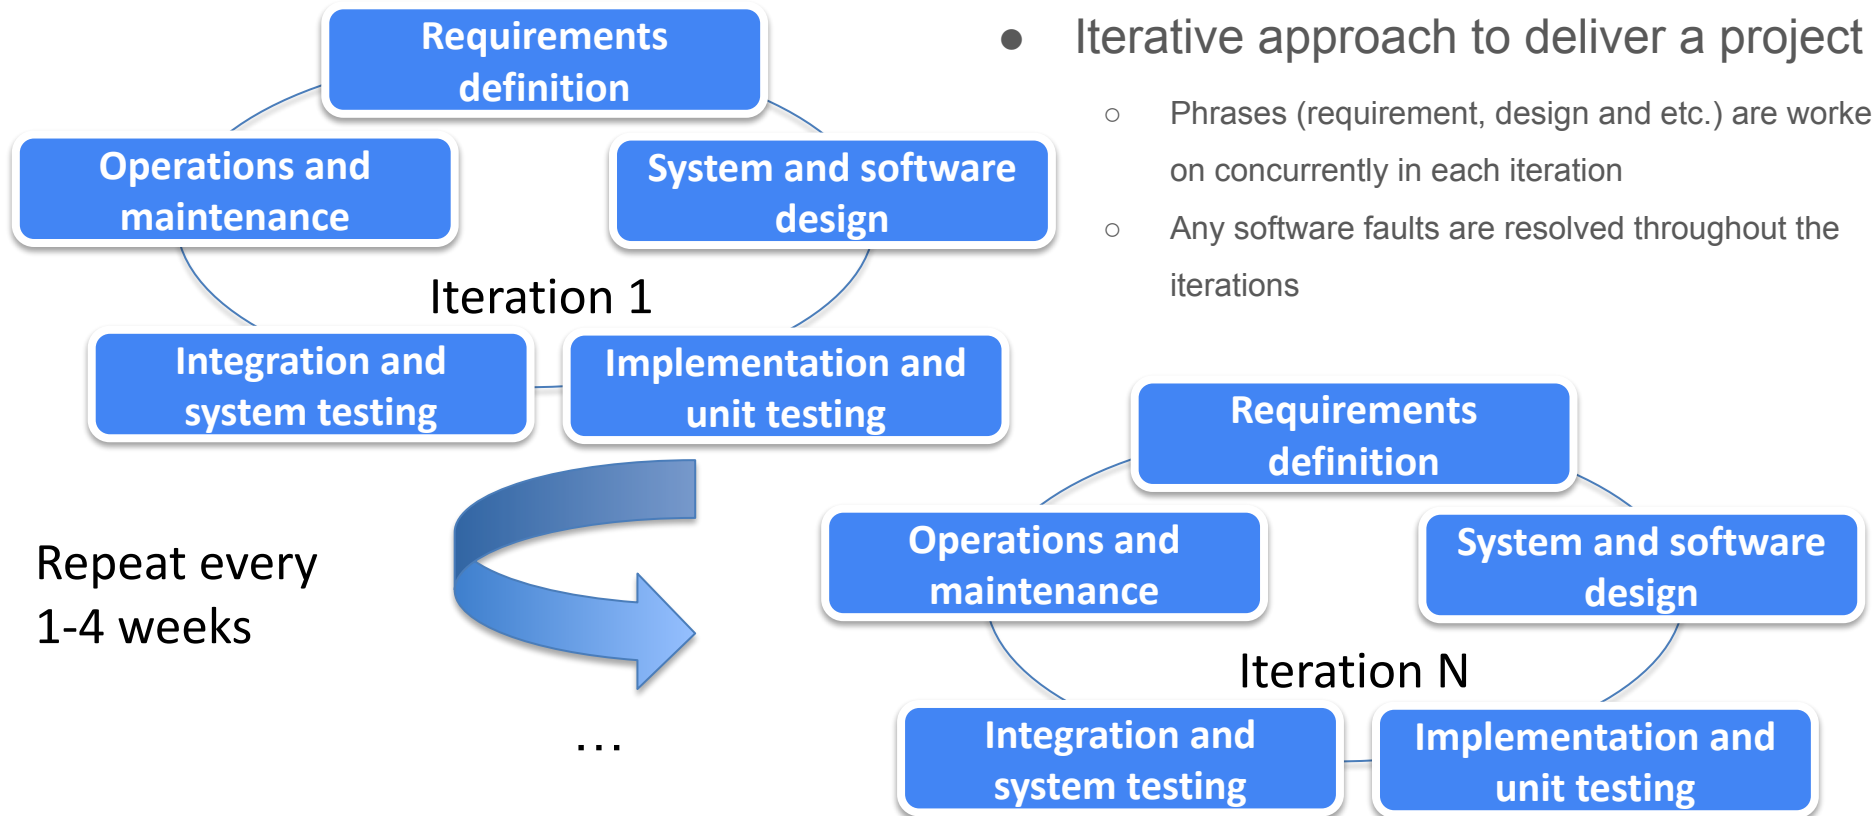 Requirements
definition
Operations and
maintenance
System and software
design
Iteration 1
Integration and
system testing
Implementation and
unit testing
● Iterative approach to deliver a project
○ Phrases (requirement, design and etc.) are worke
on concurrently in each iteration
○ Any software faults are resolved throughout the
iterations
Repeat every
1-4 weeks
...
Requirements
definition
Operations and
maintenance
System and software
design
Iteration N
Integration and
system testing
Implementation and
unit testing